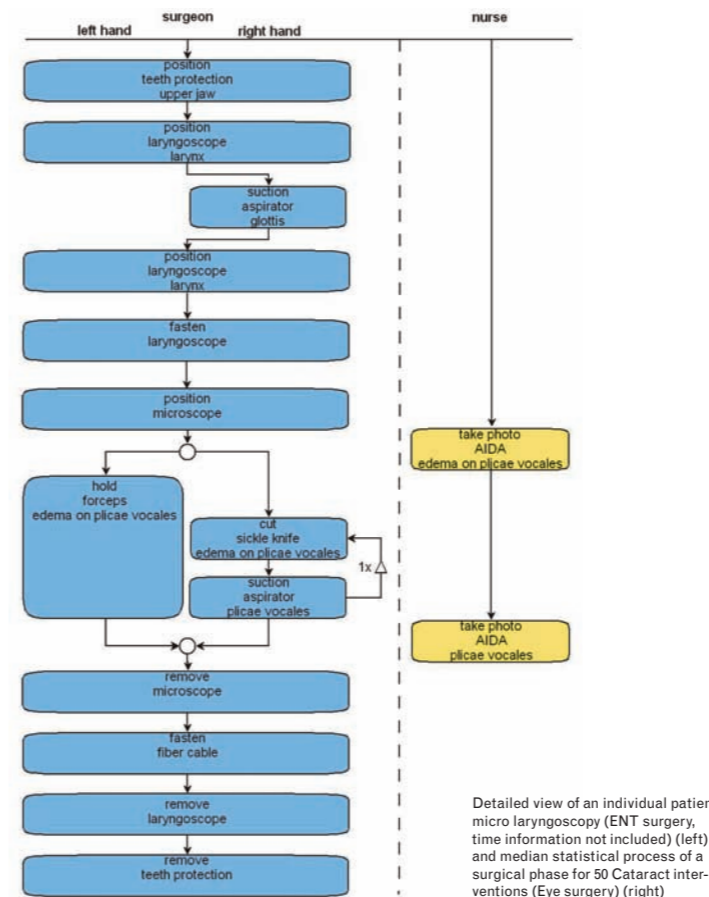 surgeon
left hand
right hand
nurse
position
teeth protection
upper jaw
position
laryngoscope
larynx
suction
aspirator
glottis
position
laryngoscope
larynx
fasten
laryngoscope
position
microscope
take photo
AIDA
edema on plicae vocales
hold
forceps
edema on plicae vocales
cut
sickle knife
edema on plicae vocales
1x
suction
aspirator
plicae vocales
take photo
AIDA
plicae vocales
remove
microscope
fasten
fiber cable
remove
laryngoscope
remove
teeth protection
Detailed view of an individual patien
micro laryngoscopy (ENT surgery,
time information not included) (left)
and median statistical process of a
surgical phase for 50 Cataract inter-
ventions (Eye surgery) (right)